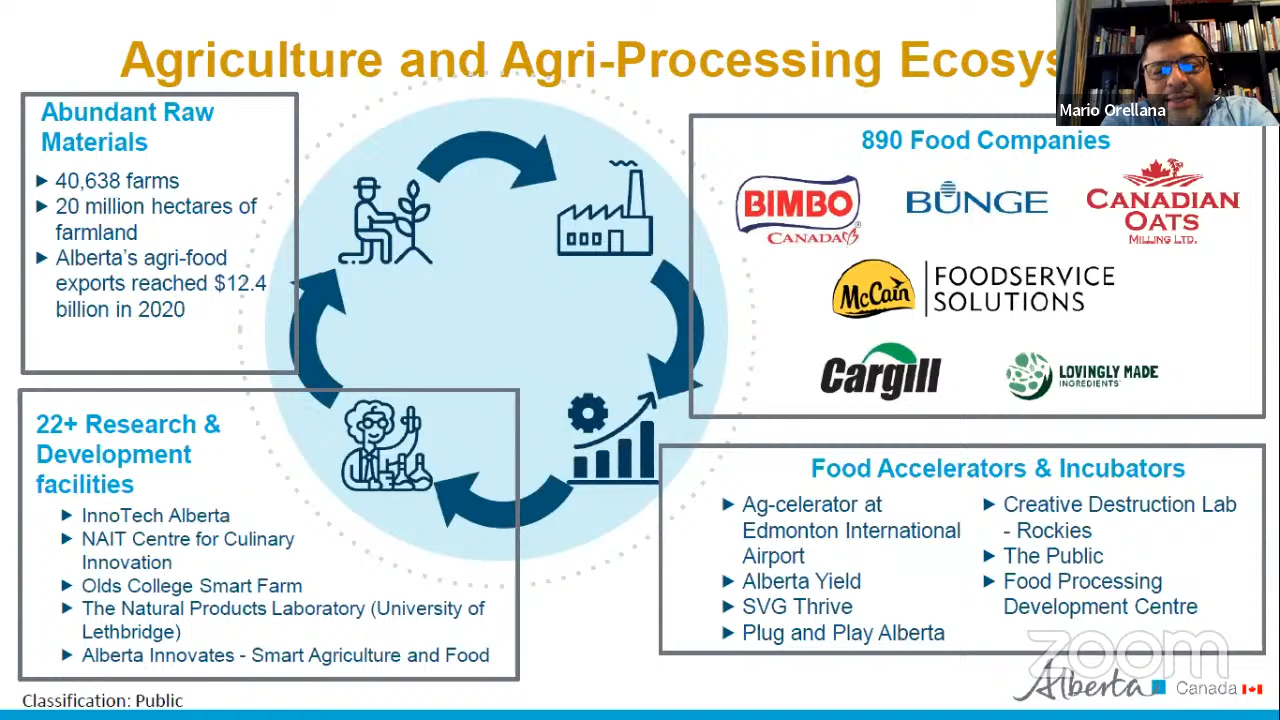 Agriculture and Agri-Processing Ecosys
Mario Orellana
Abundant Raw
Materials
40,638 farms
20 million hectares of
farmland
Alberta's agri-food
exports reached $12.4
billion in 2020
890 Food Companies
BIMBO
CANADA
BUNGE
CANADIAN
OATS
MILLING LTD.
McCain
FOODSERVICE
SOLUTIONS
Cargill
LOVINGLY MADE
INGREDIENTS
22+ Research &
Development
facilities
InnoTech Alberta
NAIT Centre for Culinary
Innovation
Olds College Smart Farm
The Natural Products Laboratory (University of
Lethbridge)
Alberta Innovates - Smart Agriculture and Food
Food Accelerators & Incubators
Ag-celerator at
Edmonton International
Airport
Alberta Yield
SVG Thrive
Plug and Play Alberta
Creative Destruction Lab
- Rockies
The Public
Food Processing
Development Centre
zoom
Alberta Canada
Classification: Public